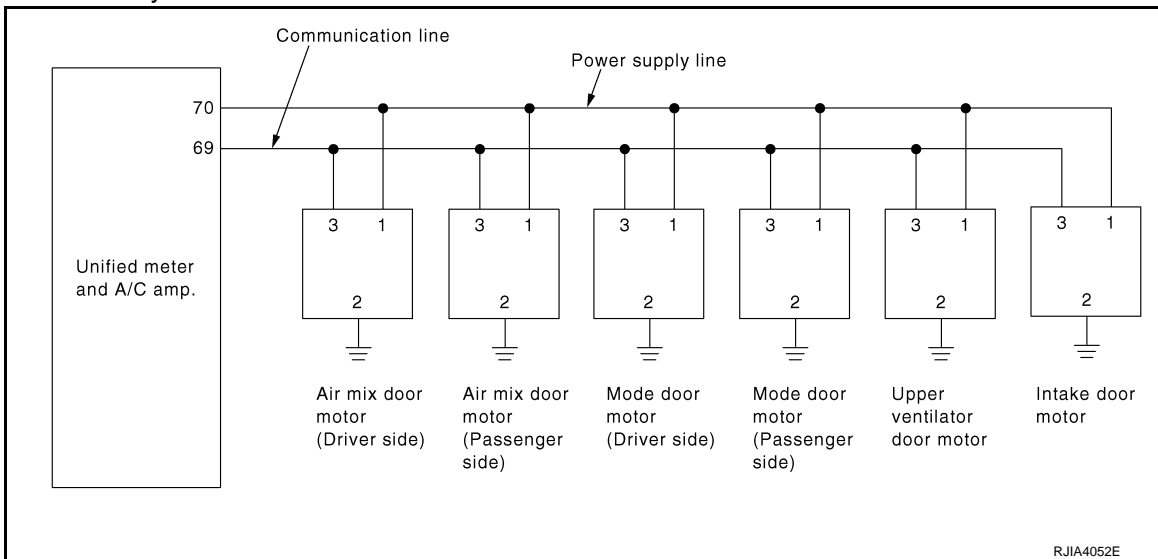 Communication line
Power supply line
70
69
3 1
3 1
3 1
3 1
3 1
3 1
Unified meter
and A/C amp.
2
2
2
2
2
2
Air mix door
motor
(Driver side)
Air mix door
motor
(Passenger
side)
Mode door
motor
(Driver side)
Mode door
motor
(Passenger
side)
Upper
ventilator
door motor
Intake door
motor
RJIA4052E